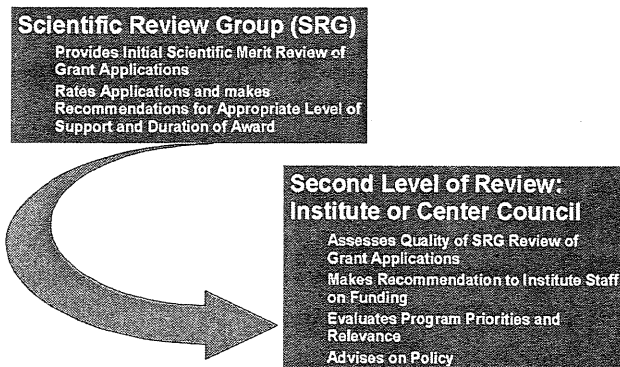 Scientific Review Group (SRG)
Provides Initial Scientific Merit Review of
Grant Applications
Rates Applications and makes
Recommendations for Appropriate Level of
Support and Duration of Award
Second Level of Review:
Institute or Center Council
Assesses Quality of SRG Review of
Grant Applications
Makes Recommendation to Institute Staff
on Funding
Evaluates Program Priorities and
Relevance
Advises on Policy